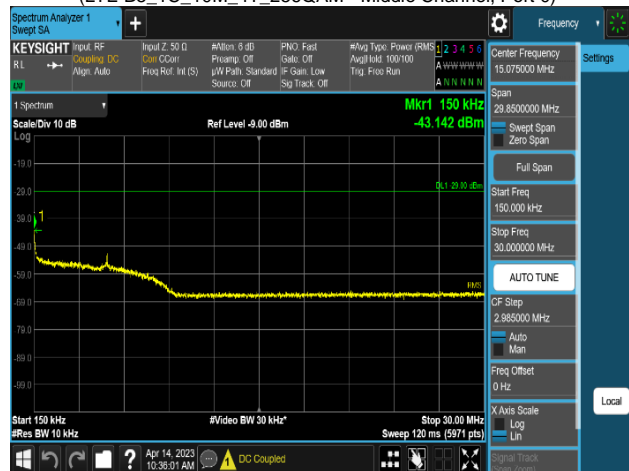 Spectrum Analyzer 1
Swept SA
Frequency
KEYSIGHT
RL
Input: RF
Coupling: DC
Align: Auto
Input Z: 50 Ω
Corr CCorr
Freq Ref: Int (S)
#Atten: 6 dB
Preamp: Off
µW Path: Standard
Source: Off
PNO: Fast
Gate: Off
IF Gain: Low
Sig Track: Off
#Avg Type: Power (RMS)
Avg|Hold: 100/100
Trig: Free Run
1 2 3 4 5 6
A W W W W W
A N N N N N
1 Spectrum
Scale/Div 10 dB
Log
Ref Level -9.00 dBm
Mkr1 150 kHz
-43.142 dBm
-19.0
-29.0
-39.0
-49.0
-59.0
-69.0
-79.0
-89.0
-99.0
DL1 -29.00 dBm
1
RMS
Start 150 kHz
#Res BW 10 kHz
#Video BW 30 kHz*
Stop 30.00 MHz
Sweep 120 ms (5971 pts)
Center Frequency
15.075000 MHz
Span
29.8500000 MHz
Swept Span
Zero Span
Full Span
Start Freq
150.000 kHz
Stop Freq
30.000000 MHz
AUTO TUNE
CF Step
2.985000 MHz
Auto
Man
Freq Offset
0 Hz
X Axis Scale
Log
Lin
Signal Track
Settings
Local
Apr 14, 2023
10:36:01 AM
DC Coupled